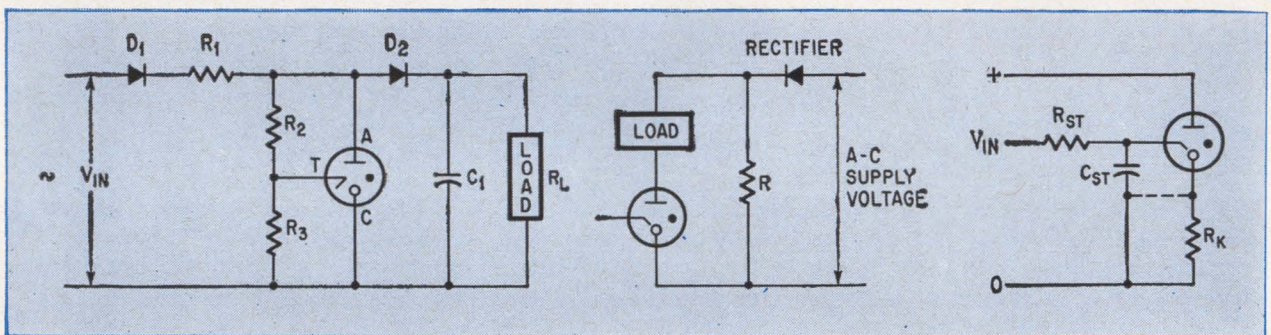 D1 R1 D2
R2
A
T
C
R3
≈ VIN
C1
LOAD
RL
RECTIFIER
LOAD
R
A-C
SUPPLY
VOLTAGE
+
VIN
RST
CST
RK
0